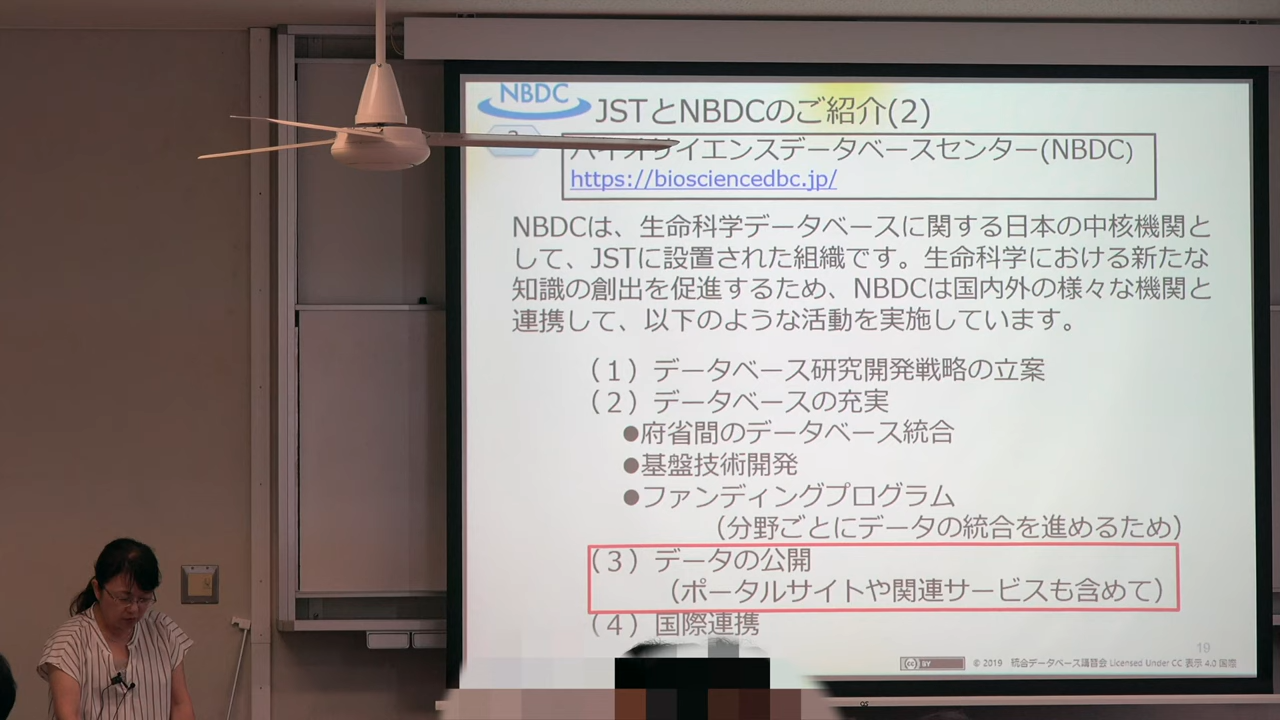 NBDC
JSTとNBDCのご紹介(2)
バイオサイエンスデータベースセンター(NBDC)
https://biosciencedbc.jp/
NBDCは、生命科学データベースに関する日本の中核機関と
して、JSTに設置された組織です。生命科学における新たな
知識の創出を促進するため、NBDCは国内外の様々な機関と
連携して、以下のような活動を実施しています。
（1）データベース研究開発戦略の立案
（2）データベースの充実
●府省間のデータベース統合
●基盤技術開発
●ファンディングプログラム
（分野ごとにデータの統合を進めるため）
（3）データの公開
（ポータルサイトや関連サービスも含めて）
（4）国際連携
19
cc BY © 2019 統合データベース講習会 Licensed Under CC 表示 4.0 国際